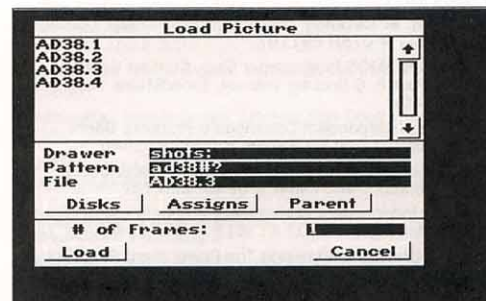 Load Picture
AD38.1
AD38.2
AD38.3
AD38.4
Drawer shots:
Pattern ad38#?
File AD38.3
Disks Assigns Parent
# of Frames: 1
Load Cancel